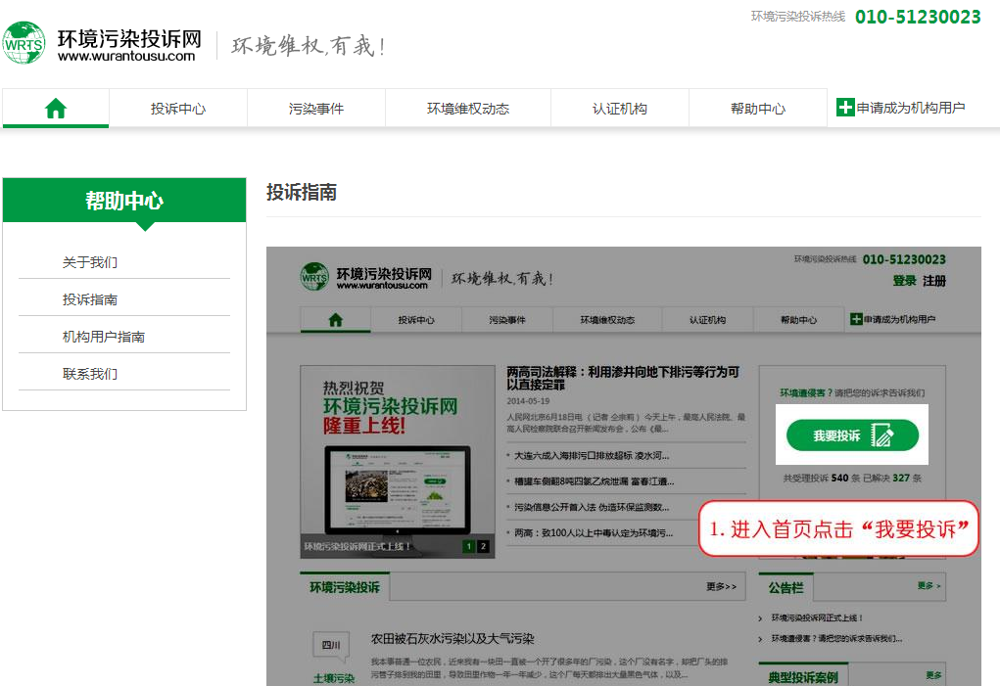 环境污染投诉热线 010-51230023
WRTS
环境污染投诉网
www.wurantousu.com
环境维权,有我!
投诉中心
污染事件
环境维权动态
认证机构
帮助中心
申请成为机构用户
帮助中心
关于我们
投诉指南
机构用户指南
联系我们
投诉指南
环境污染投诉热线 010-51230023
WRTS
环境污染投诉网
www.wurantousu.com
环境维权,有我!
登录 注册
投诉中心
污染事件
环境维权动态
认证机构
帮助中心
申请成为机构用户
热烈祝贺
环境污染投诉网
隆重上线!
环境污染投诉网正式上线!
1 2
两高司法解释：利用渗井向地下排污等行为可
以直接定罪
2014-05-19
人民网北京6月18日电 （记者 仝宗莉） 今天上午，最高人民法院、最
高人民检察院联合召开新闻发布会，公布《最...
大连六成入海排污口排放超标 凌水河...
槽罐车侧翻8吨四氯乙烷泄漏 富春江遭...
污染信息公开首入法 伪造环保监测数...
两高：致100人以上中毒认定为环境污...
环境遭侵害？请把您的诉求告诉我们
我要投诉
共受理投诉 540 条 已解决 327 条
1. 进入首页点击“我要投诉”
环境污染投诉
更多>>
公告栏
更多 >
环境污染投诉网正式上线！
环境遭侵害？请把您的诉求告诉我们...
四川
土壤污染
农田被石灰水污染以及大气污染
我本事普通一位农民，近来我有一块田一直被一个开了很多年的厂污染，这个厂没有名字，却把厂头的排
污管子排到我的田里，导致田里作物一年一年减少，这个厂每天都排出大量黑色气体，以及...
典型投诉案例
更多